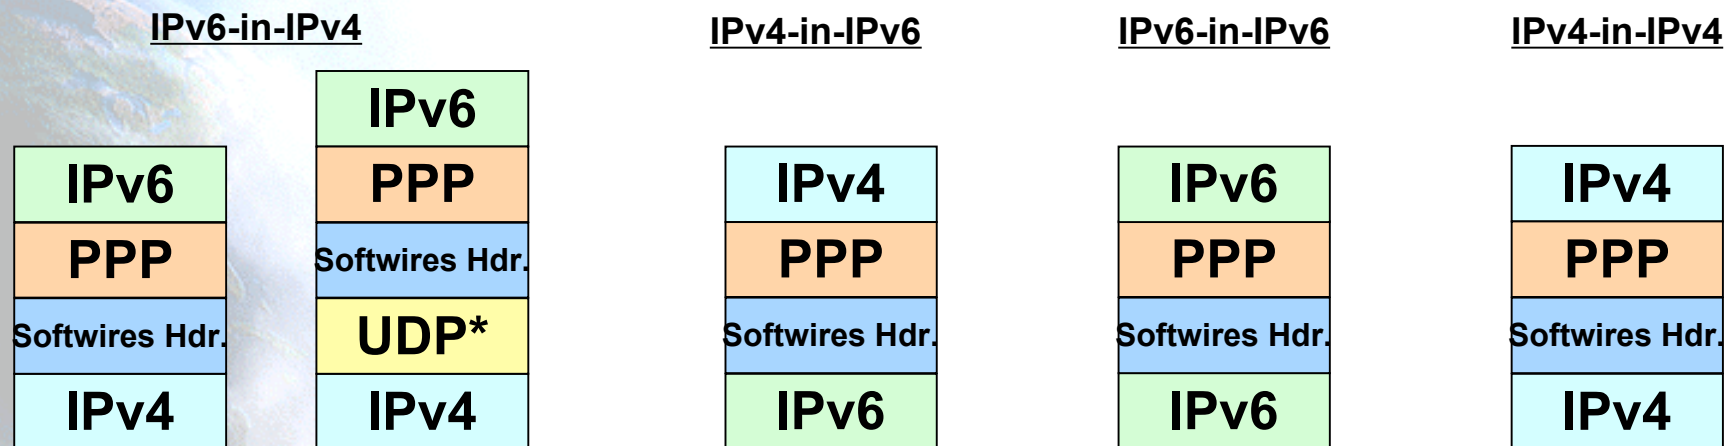 IPv6-in-IPv4
IPv6
PPP
Softwires Hdr.
IPv4
IPv6
PPP
Softwires Hdr.
UDP*
IPv4
IPv4-in-IPv6
IPv4
PPP
Softwires Hdr.
IPv6
IPv6-in-IPv6
IPv6
PPP
Softwires Hdr.
IPv6
IPv4-in-IPv4
IPv4
PPP
Softwires Hdr.
IPv4